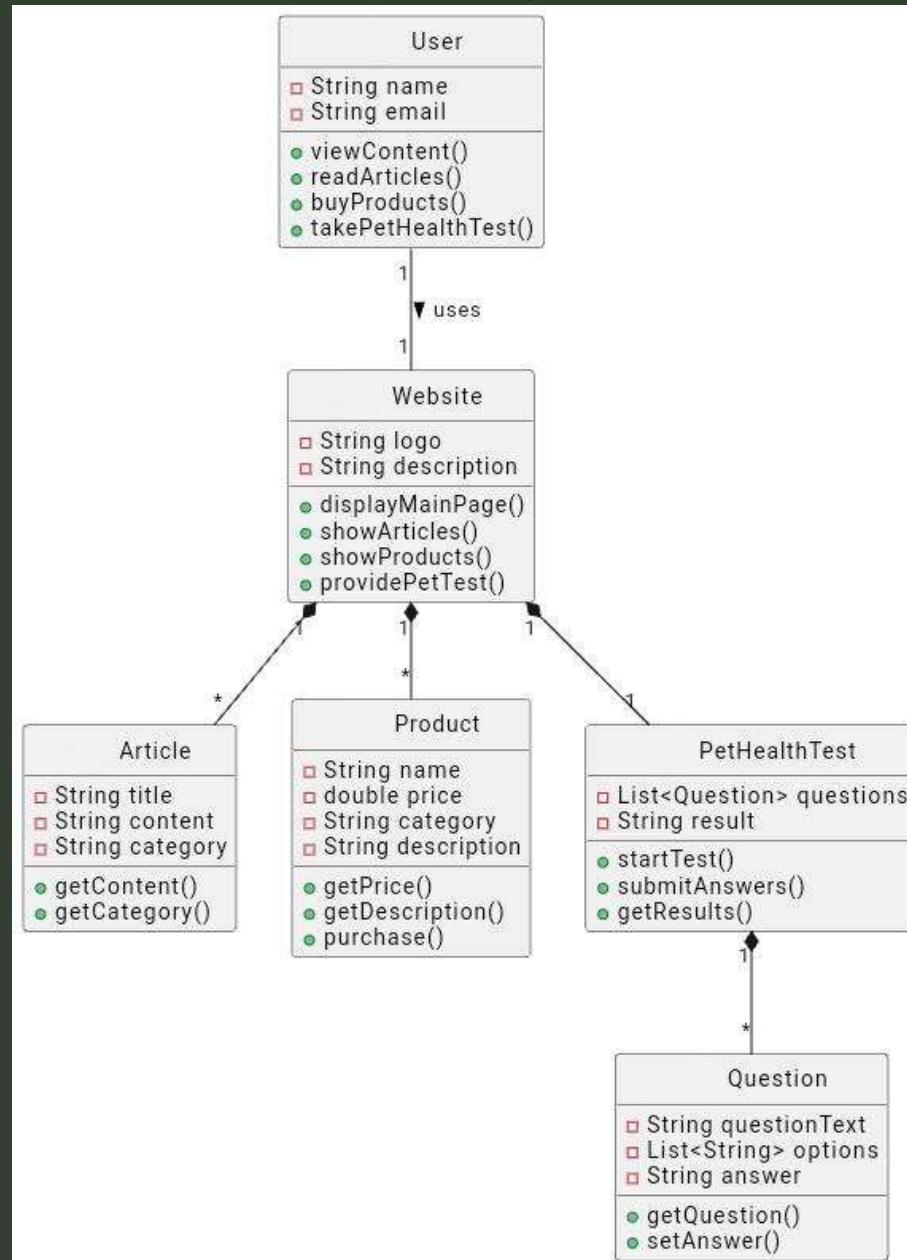 User
String name
String email
viewContent()
readArticles()
buyProducts()
takePetHealthTest()
1
uses
1
Website
String logo
String description
displayMainPage()
showArticles()
showProducts()
providePetTest()
1
1
1
*
*
1
Article
String title
String content
String category
getContent()
getCategory()
Product
String name
double price
String category
String description
getPrice()
getDescription()
purchase()
PetHealthTest
List<Question> questions
String result
startTest()
submitAnswers()
getResults()
1
*
Question
String questionText
List<String> options
String answer
getQuestion()
setAnswer()